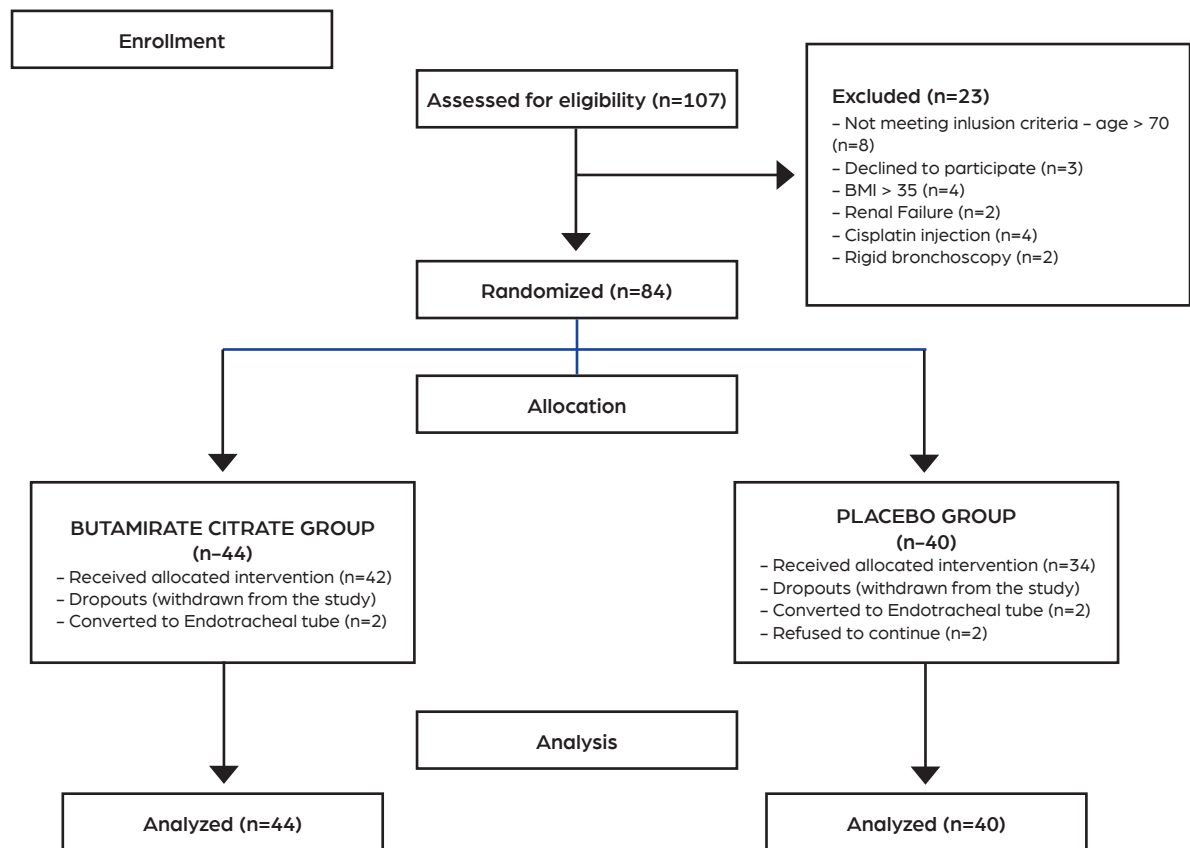 Enrollment
Assessed for eligibility (n=107)
Excluded (n=23)
- Not meeting inlusion criteria - age > 70
(n=8)
- Declined to participate (n=3)
- BMI > 35 (n=4)
- Renal Failure (n=2)
- Cisplatin injection (n=4)
- Rigid bronchoscopy (n=2)
Randomized (n=84)
Allocation
BUTAMIRATE CITRATE GROUP
(n-44)
- Received allocated intervention (n=42)
- Dropouts (withdrawn from the study)
- Converted to Endotracheal tube (n=2)
PLACEBO GROUP
(n-40)
- Received allocated intervention (n=34)
- Dropouts (withdrawn from the study)
- Converted to Endotracheal tube (n=2)
- Refused to continue (n=2)
Analysis
Analyzed (n=44)
Analyzed (n=40)